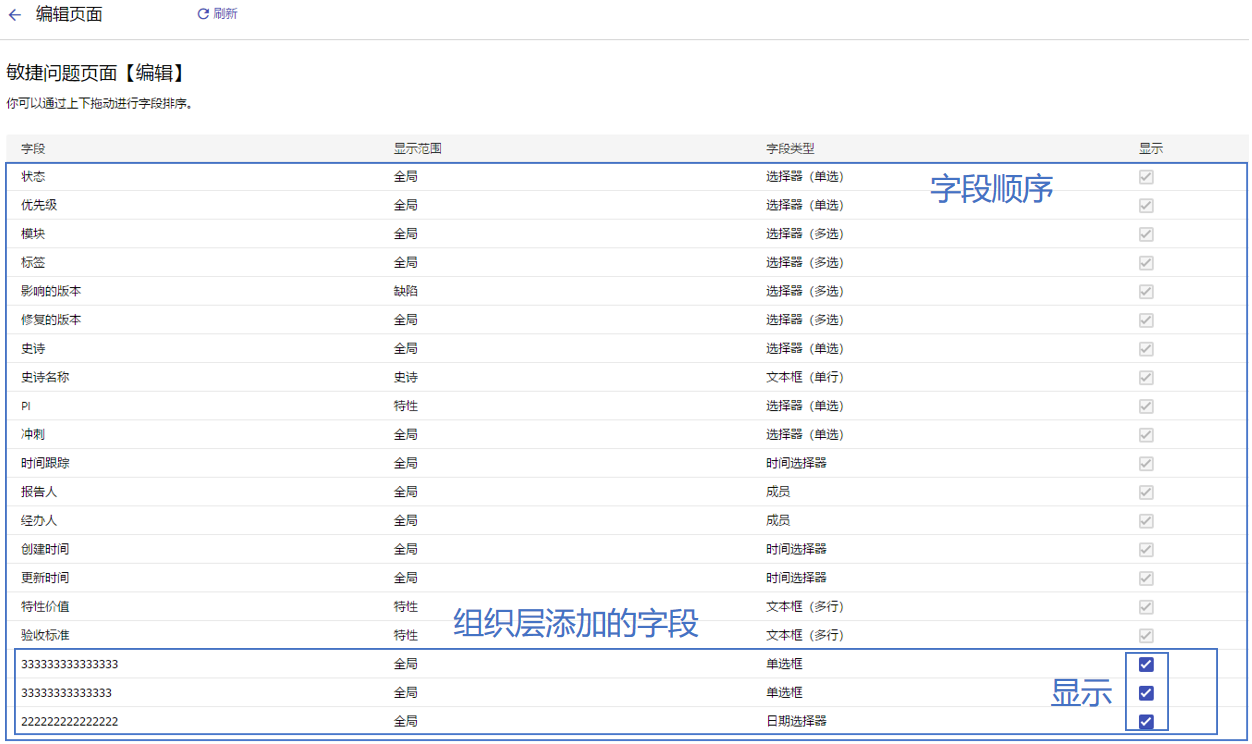 编辑页面 刷新
敏捷问题页面【编辑】
你可以通过上下拖动进行字段排序。
字段 显示范围 字段类型 显示
状态 全局 选择器（单选）
字段顺序
优先级 全局 选择器（单选）
模块 全局 选择器（多选）
标签 全局 选择器（多选）
影响的版本 缺陷 选择器（多选）
修复的版本 全局 选择器（多选）
史诗 全局 选择器（单选）
史诗名称 史诗 文本框（单行）
PI 特性 选择器（单选）
冲刺 全局 选择器（单选）
时间跟踪 全局 时间选择器
报告人 全局 成员
经办人 全局 成员
创建时间 全局 时间选择器
更新时间 全局 时间选择器
特性价值 特性 文本框（多行）
组织层添加的字段
验收标准 特性 文本框（多行）
333333333333333 全局 单选框
33333333333333 全局 单选框
显示
222222222222222 全局 日期选择器